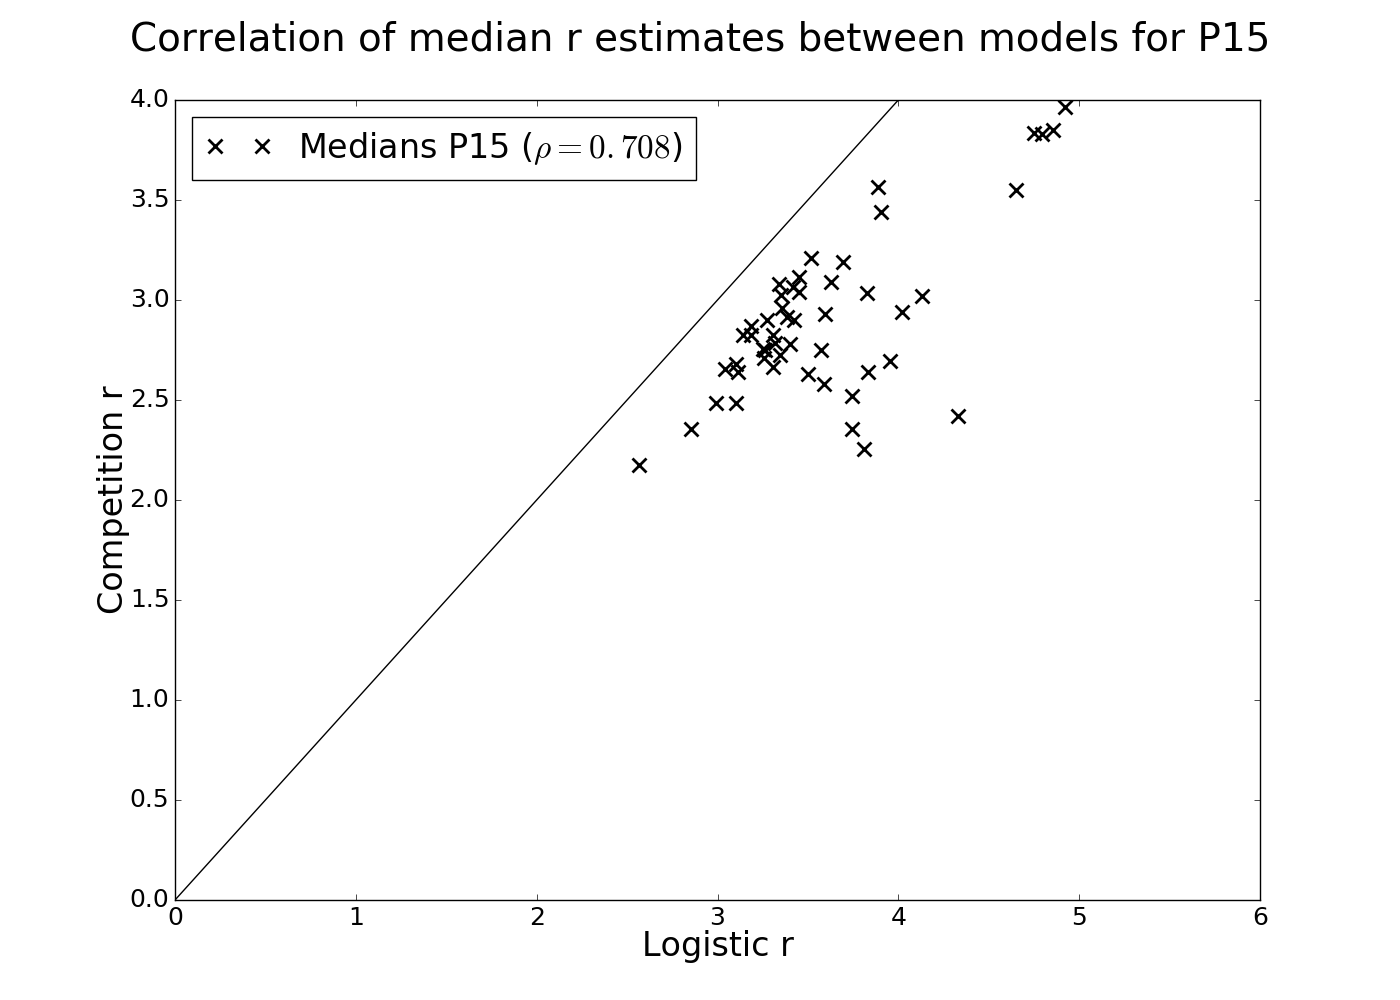 Correlation of median r estimates between models for P15
4.0
Medians P15 (ρ = 0.708)
3.5
3.0
2.5
2.0
1.5
1.0
0.5
0.0
Competition r
0 1 2 3 4 5 6
Logistic r